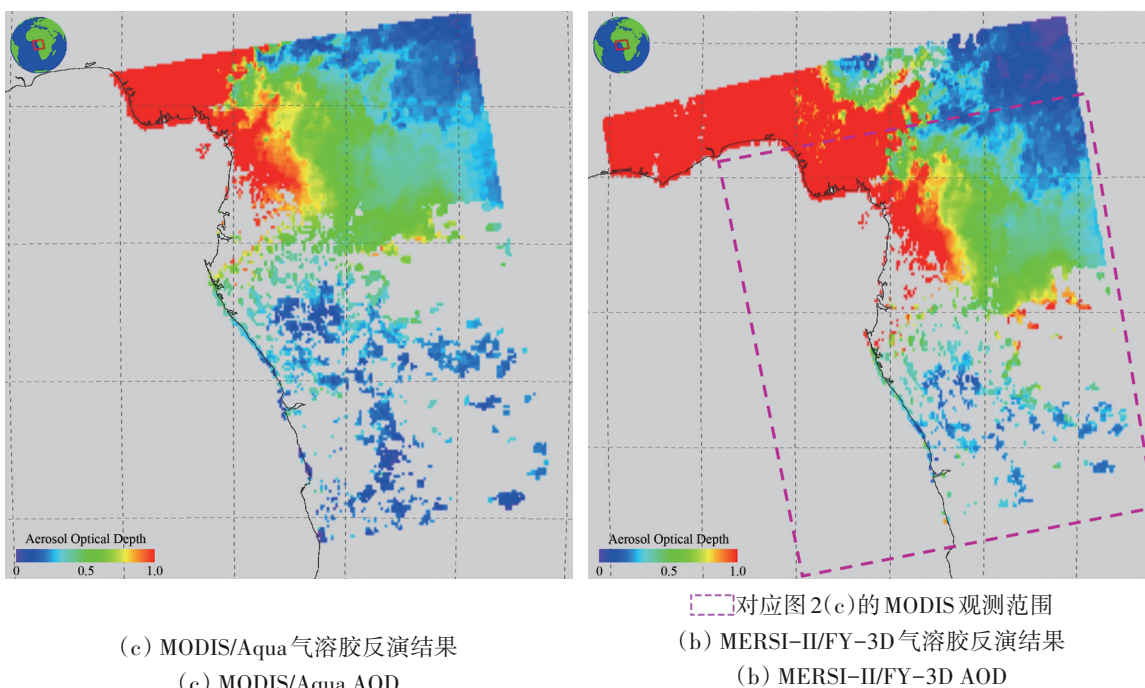 Aerosol Optical Depth
0 0.5 1.0
(c) MODIS/Aqua气溶胶反演结果
(c) MODIS/Aqua AOD
Aerosol Optical Depth
0 0.5 1.0
对应图2(c)的MODIS观测范围
(b) MERSI-II/FY-3D气溶胶反演结果
(b) MERSI-II/FY-3D AOD